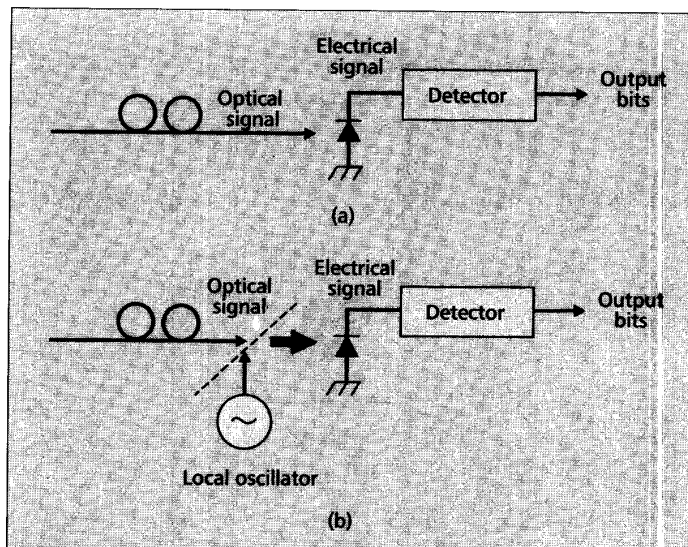 Electrical
signal
Optical
signal
Detector
Output
bits
(a)
Electrical
signal
Optical
signal
Detector
Output
bits
Local oscillator
(b)